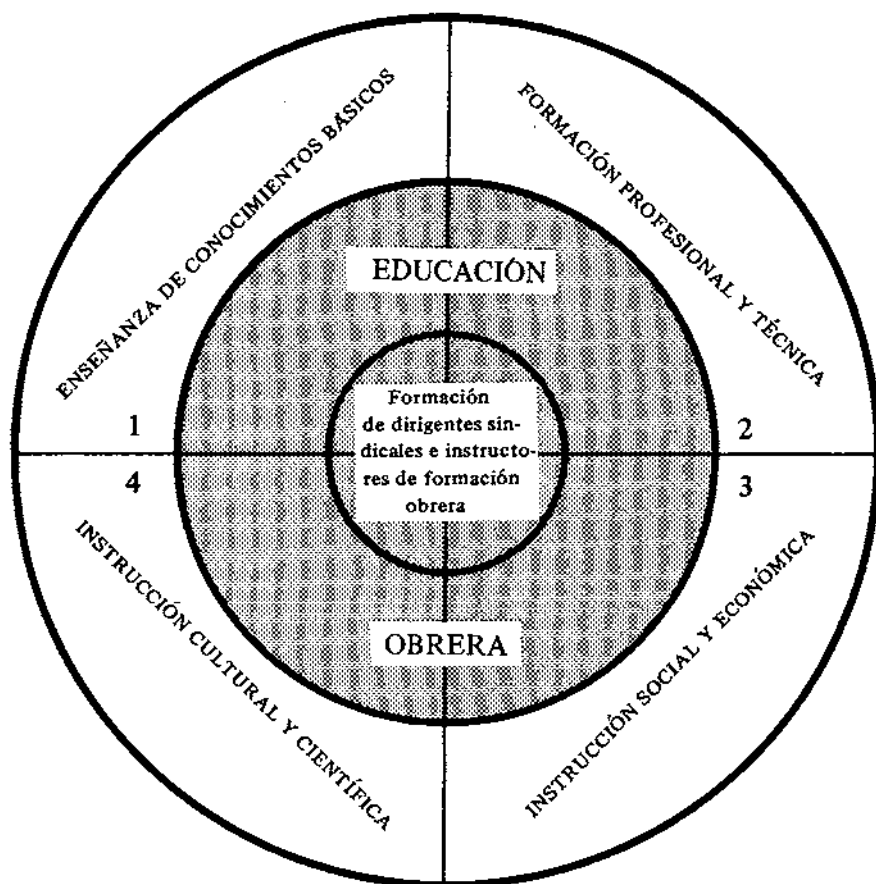 ENSEÑANZA DE CONOCIMIENTOS BÁSICOS
FORMACIÓN PROFESIONAL Y TÉCNICA
EDUCACIÓN
Formación
de dirigentes sin-
dicales e instructo-
res de formación
obrera
1
2
4
3
OBRERA
INSTRUCCIÓN CULTURAL Y CIENTÍFICA
INSTRUCCIÓN SOCIAL Y ECONÓMICA